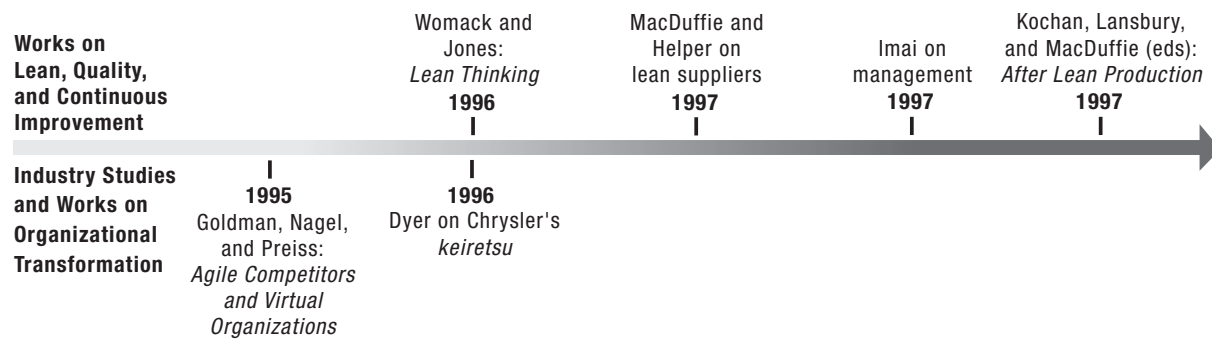 Works on
Lean, Quality,
and Continuous
Improvement
Womack and
Jones:
Lean Thinking
1996
MacDuffie and
Helper on
lean suppliers
1997
Imai on
management
1997
Kochan, Lansbury,
and MacDuffie (eds):
After Lean Production
1997
Industry Studies
and Works on
Organizational
Transformation
1995
Goldman, Nagel,
and Preiss:
Agile Competitors
and Virtual
Organizations
1996
Dyer on Chrysler's
keiretsu